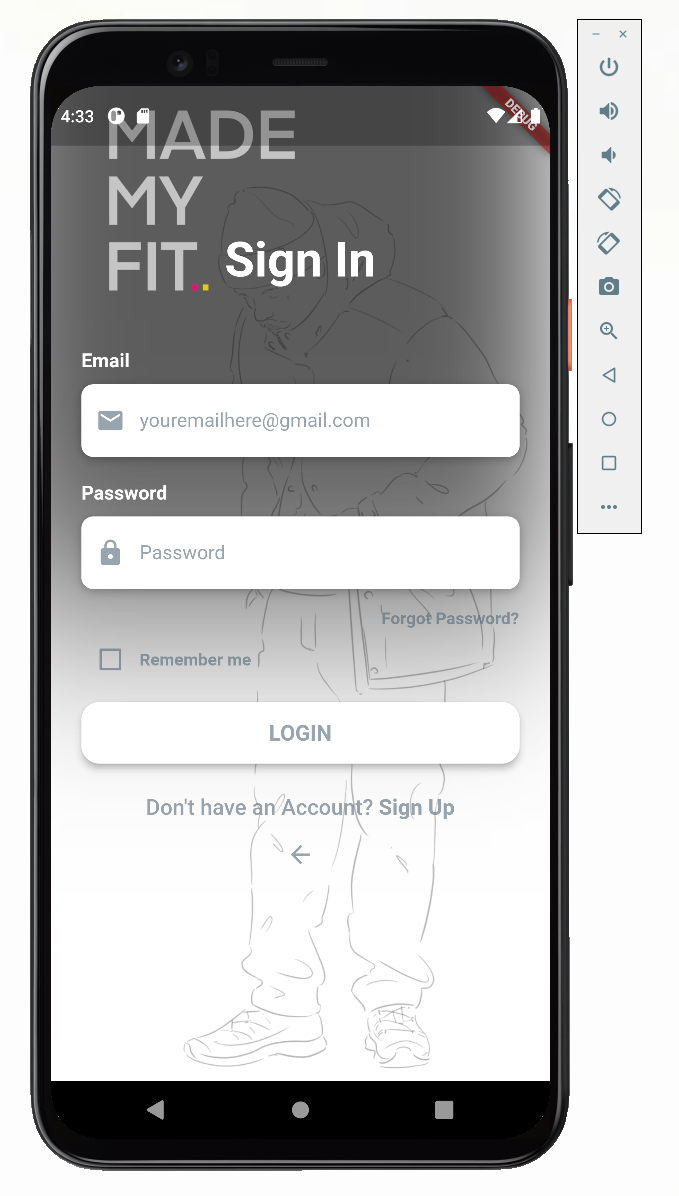 4:33
DEBUG
MADE
MY
FIT..
Sign In
Email
youremailhere@gmail.com
Password
Password
Forgot Password?
Remember me
LOGIN
Don't have an Account? Sign Up